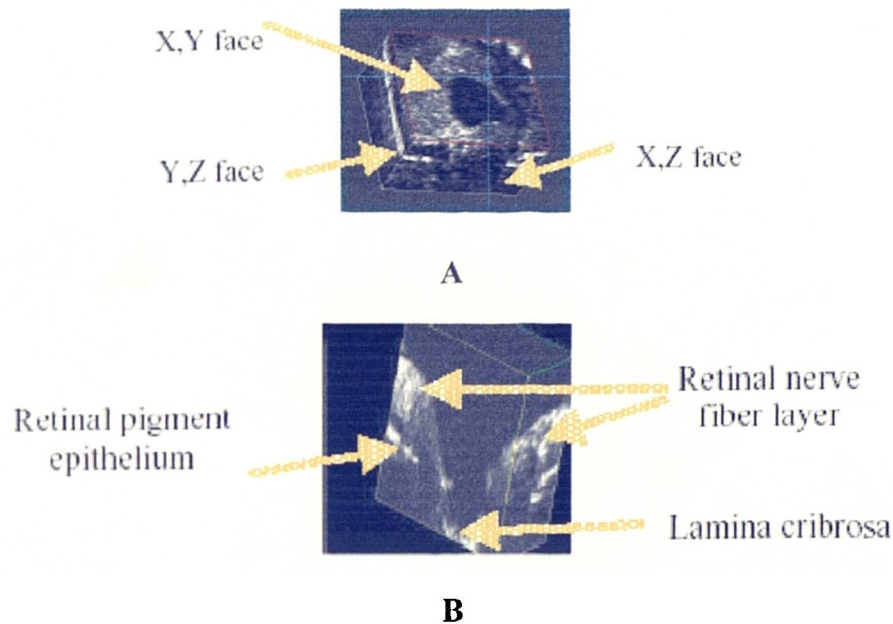 X,Y face
Y,Z face
X,Z face
A
Retinal pigment
epithelium
Retinal nerve
fiber layer
Lamina cribrosa
B